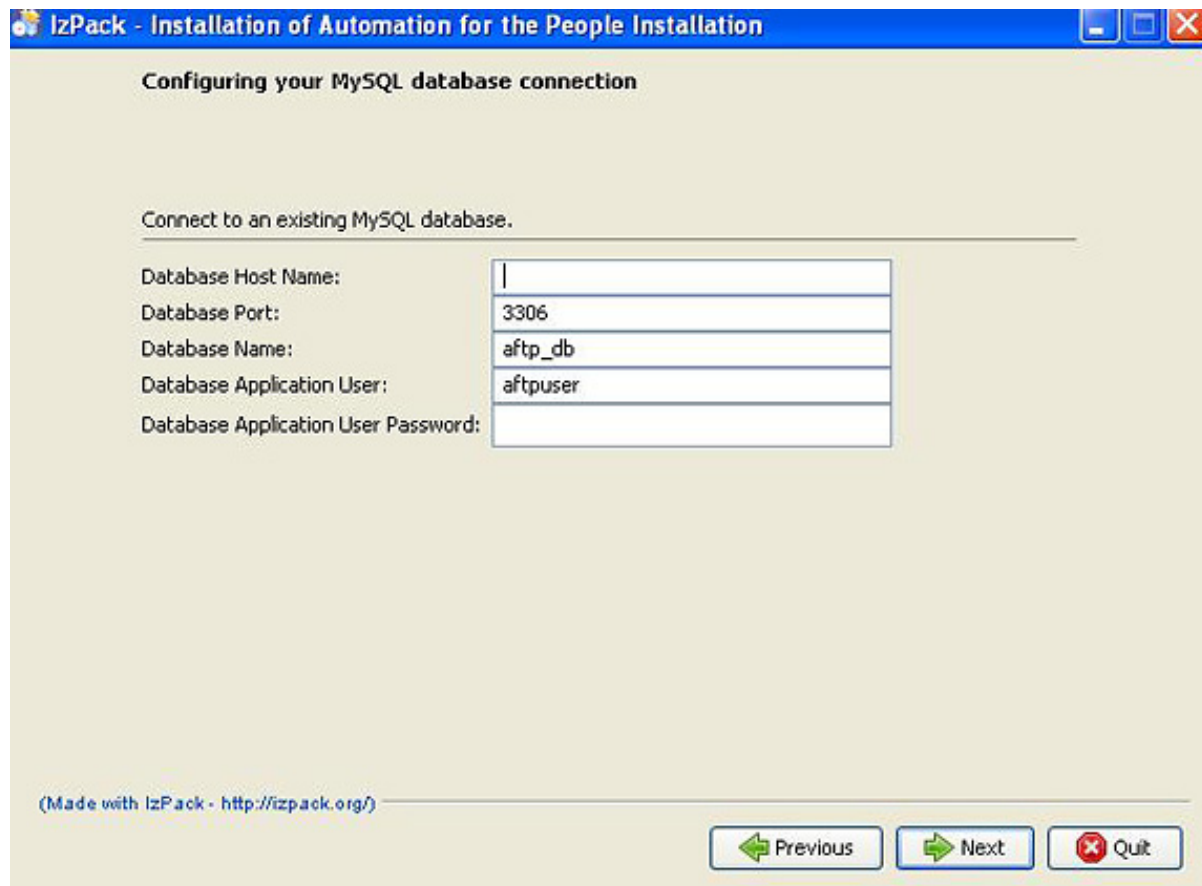 IzPack - Installation of Automation for the People Installation
Configuring your MySQL database connection
Connect to an existing MySQL database.
Database Host Name:
Database Port: 3306
Database Name: aftp_db
Database Application User: aftpuser
Database Application User Password:
(Made with IzPack - http://izpack.org/)
Previous Next Quit